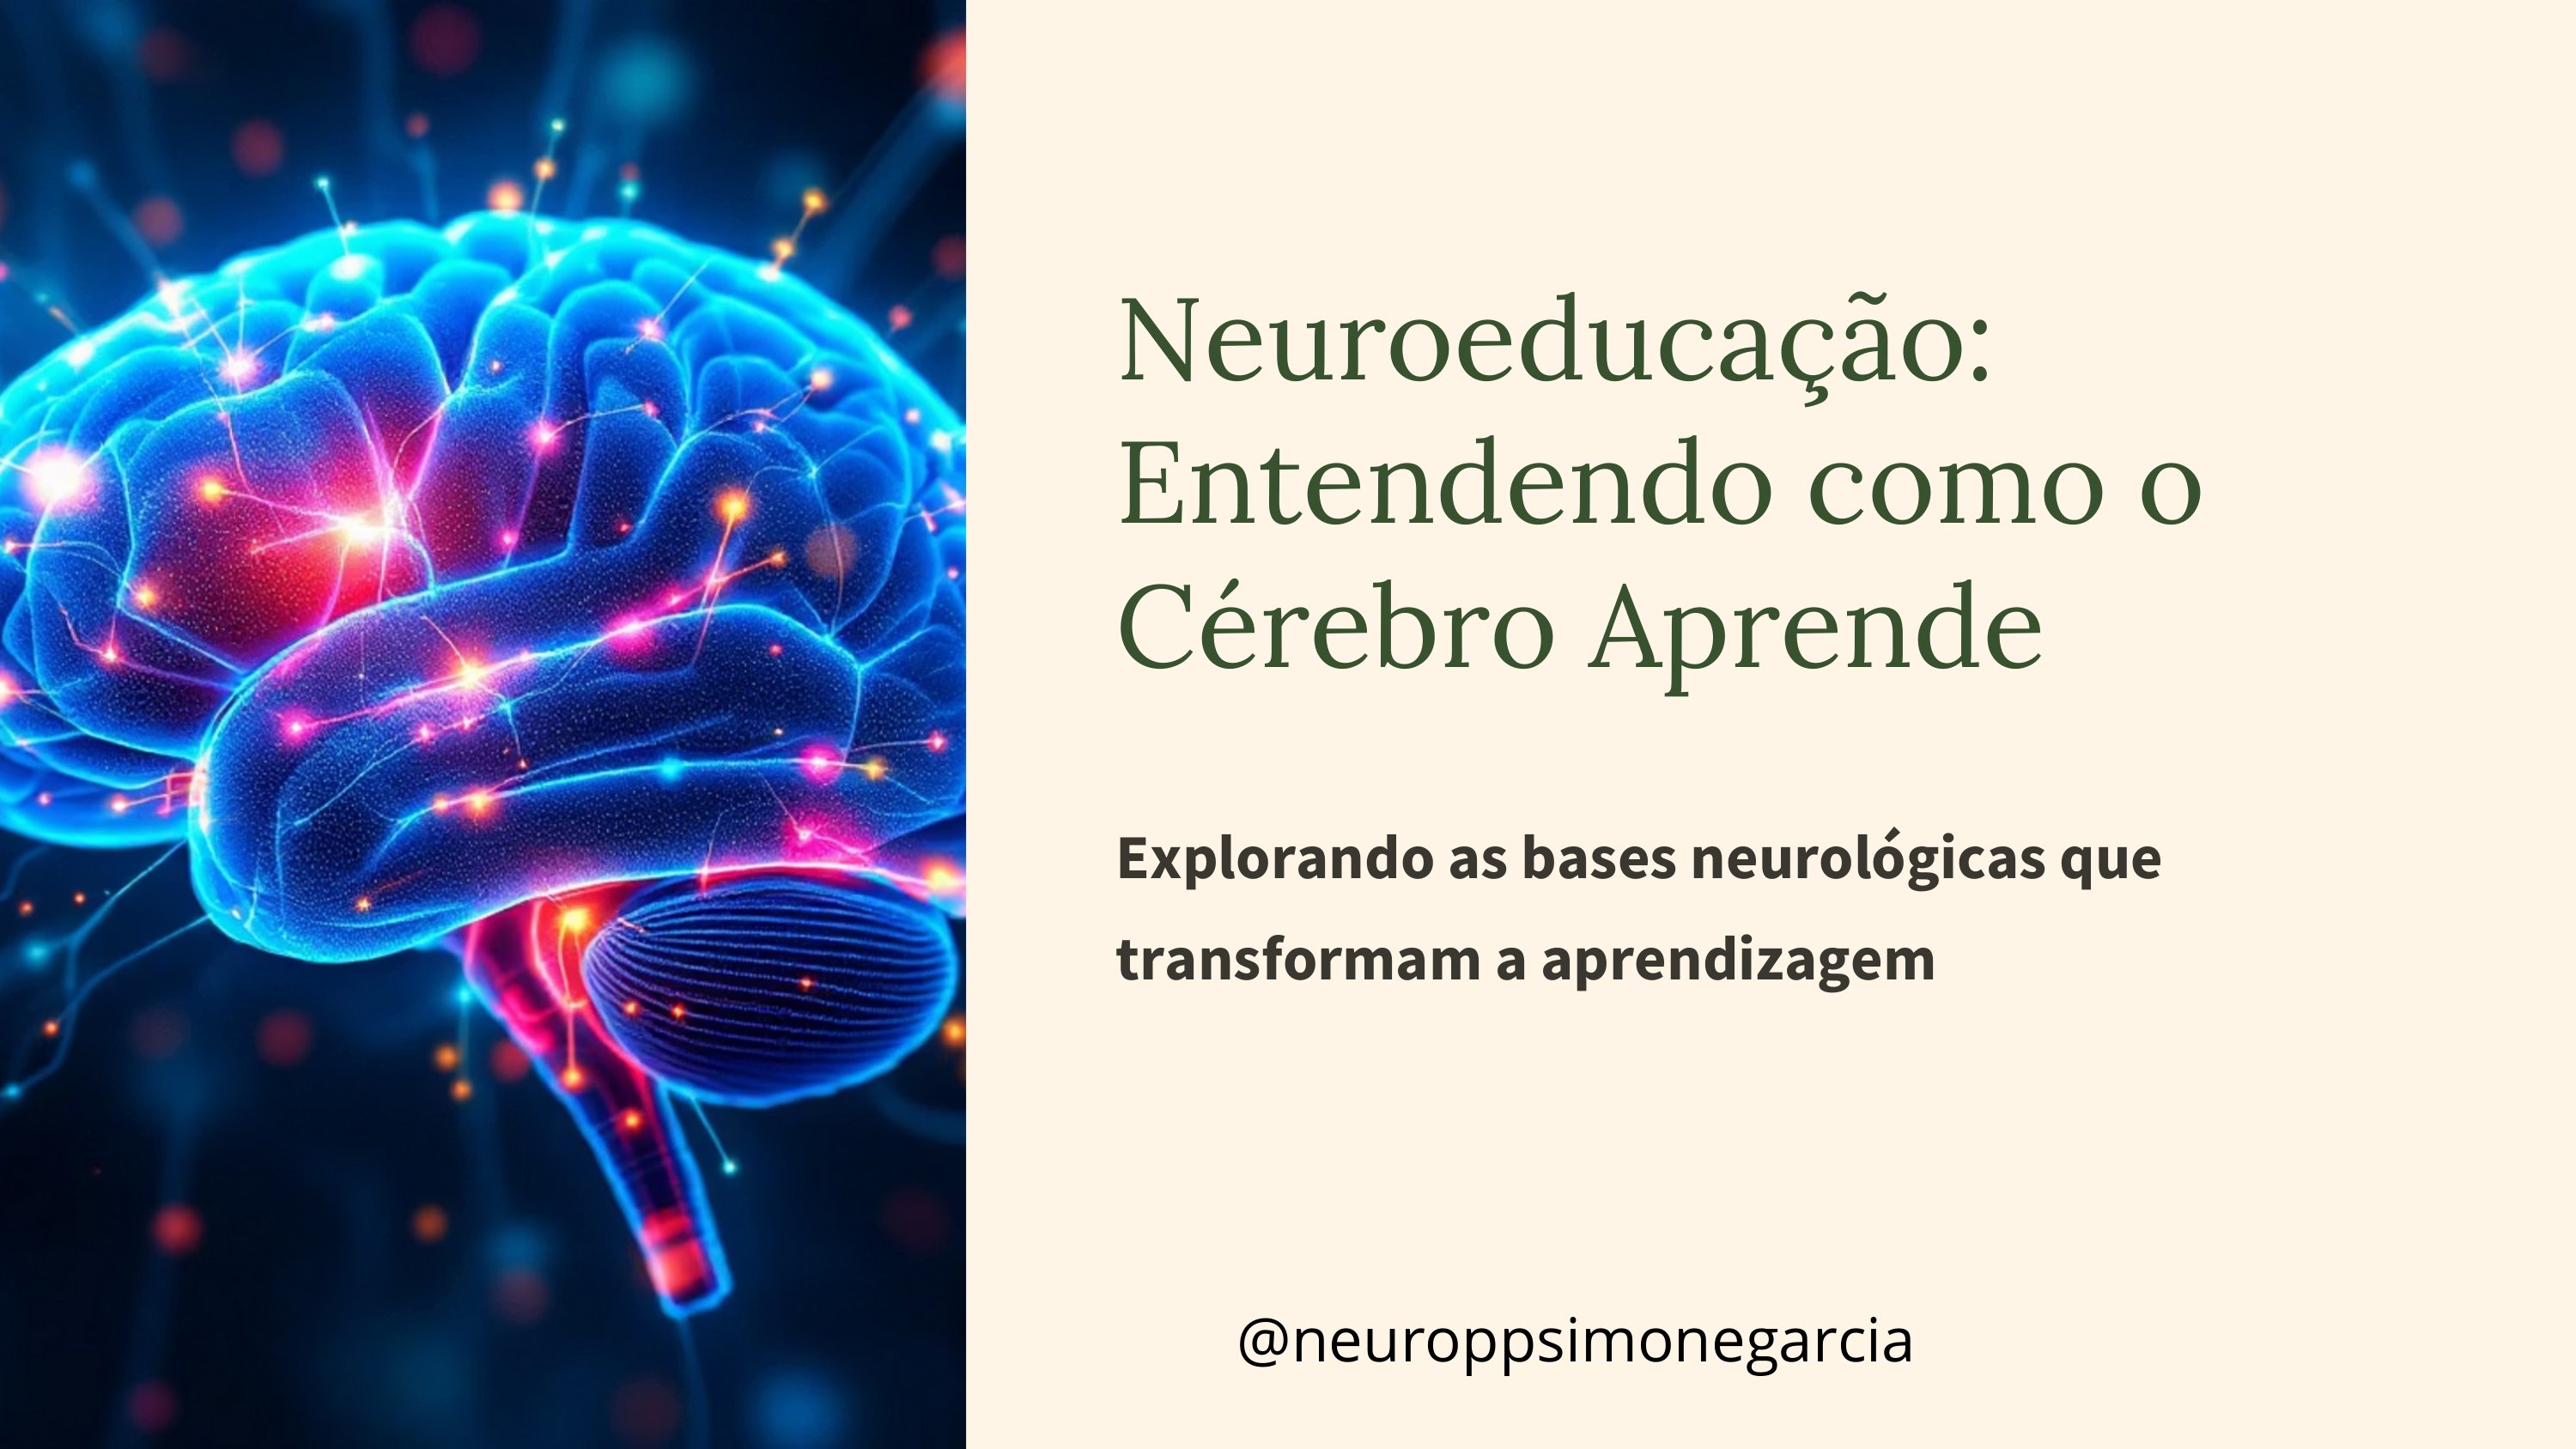 Neuroeducação:
Entendendo como o
Cérebro Aprende
Explorando as bases neurológicas que
transformam a aprendizagem
@neuroppsimonegarcia